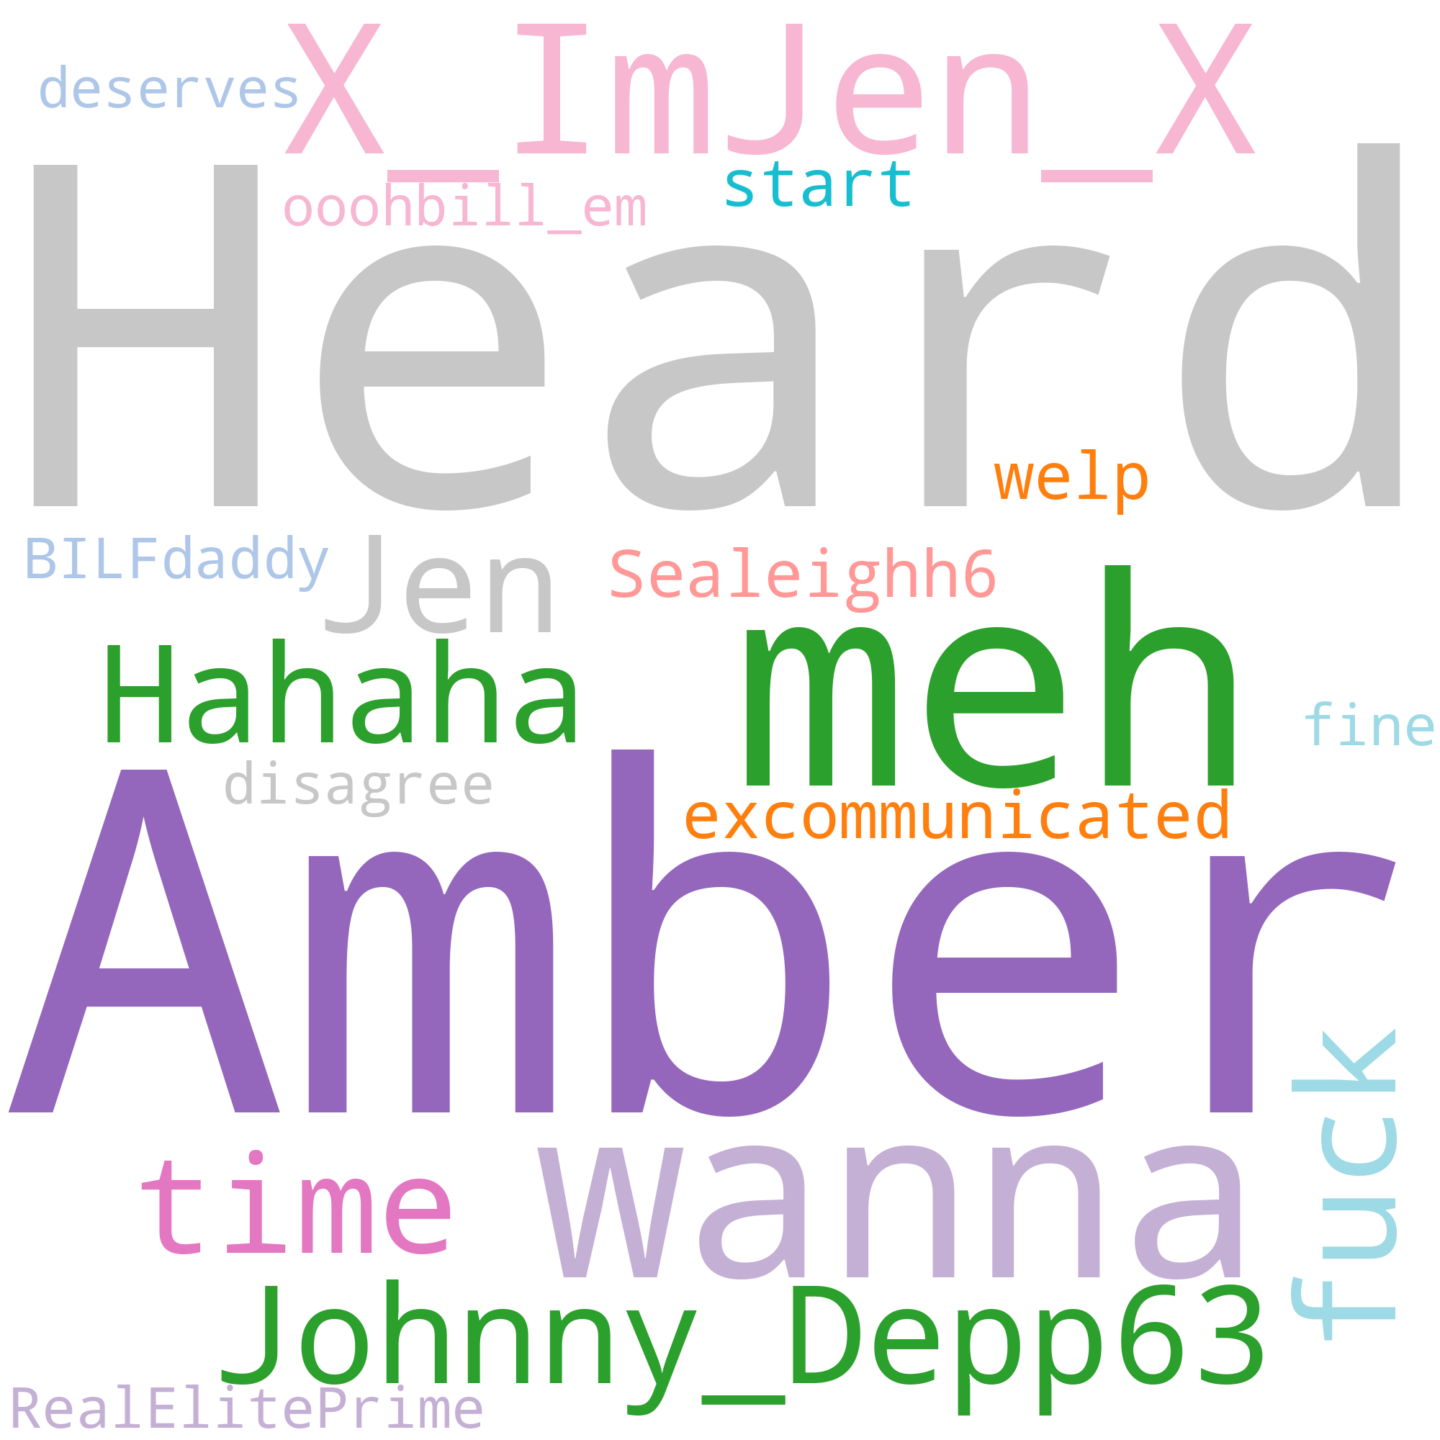 X_ImJen_X
deserves
start
ooohbill_em
Heard
welp
BILFdaddy
Jen
Sealeighh6
meh
Hahaha
fine
disagree
excommunicated
Amber
fuck
time
wanna
Johnny_Depp63
RealElitePrime